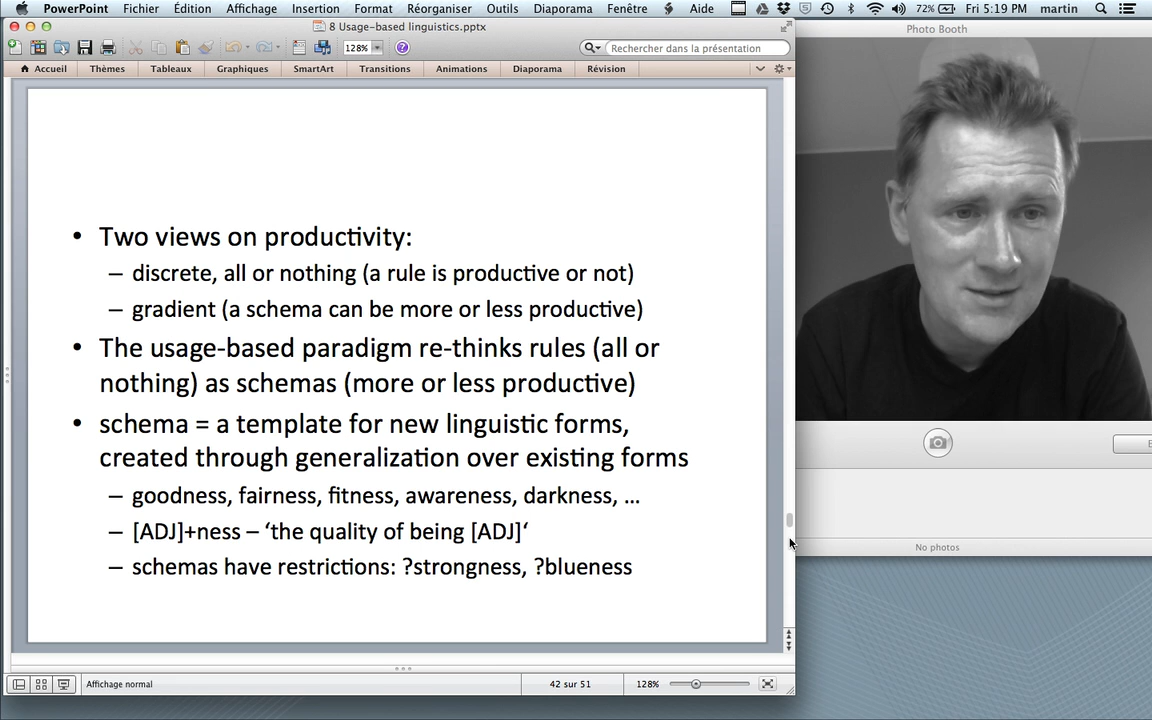 PowerPoint Fichier Édition Affichage Insertion Format Réorganiser Outils Diaporama Fenêtre Aide 72% Fri 5:19 PM martin
8 Usage-based linguistics.pptx
Photo Booth
128% Rechercher dans la présentation
Accueil Thèmes Tableaux Graphiques SmartArt Transitions Animations Diaporama Révision
• Two views on productivity:
– discrete, all or nothing (a rule is productive or not)
– gradient (a schema can be more or less productive)
• The usage-based paradigm re-thinks rules (all or
nothing) as schemas (more or less productive)
• schema = a template for new linguistic forms,
created through generalization over existing forms
– goodness, fairness, fitness, awareness, darkness, …
– [ADJ]+ness – ‘the quality of being [ADJ]‘
– schemas have restrictions: ?strongness, ?blueness
No photos
Affichage normal 42 sur 51 128%